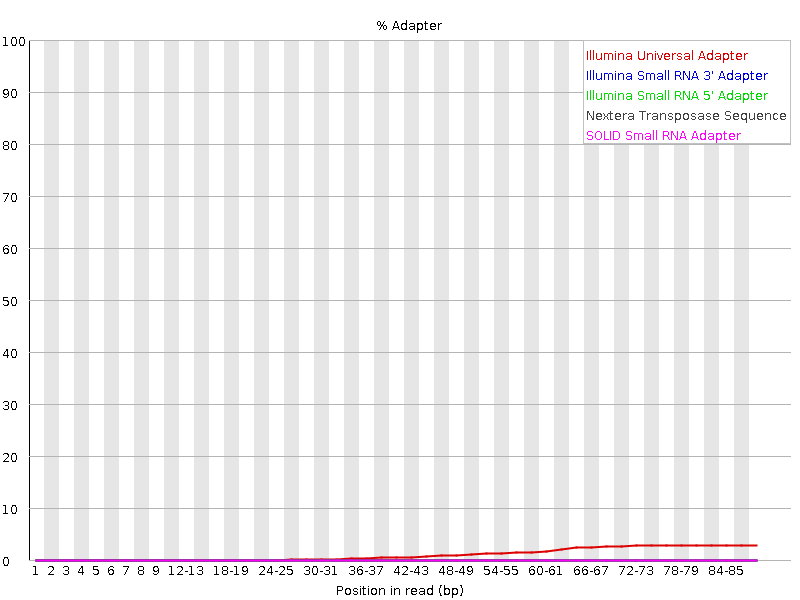 % Adapter
100
90
80
70
60
50
40
30
20
10
0
Illumina Universal Adapter
Illumina Small RNA 3' Adapter
Illumina Small RNA 5' Adapter
Nextera Transposase Sequence
SOLID Small RNA Adapter
1 2 3 4 5 6 7 8 9 12-13 18-19 24-25 30-31 36-37 42-43 48-49 54-55 60-61 66-67 72-73 78-79 84-85
Position in read (bp)